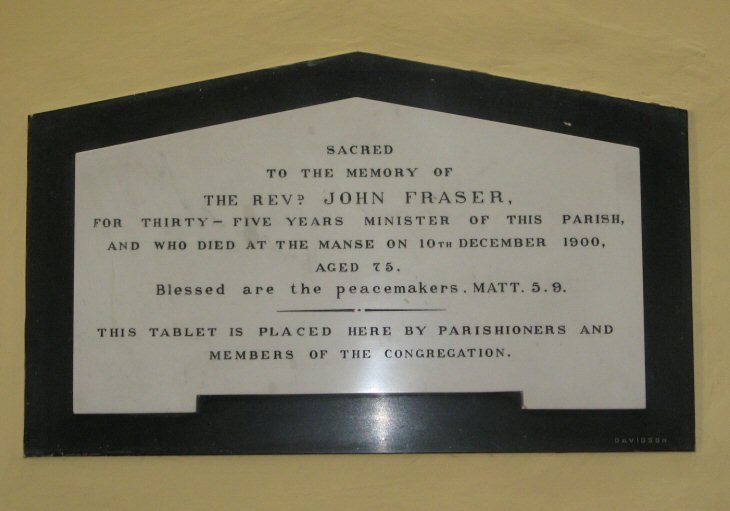 SACRED
TO THE MEMORY OF
THE REVD. JOHN FRASER,
FOR THIRTY-FIVE YEARS MINISTER OF THIS PARISH,
AND WHO DIED AT THE MANSE ON 10TH DECEMBER 1900,
AGED 75.
Blessed are the peacemakers. MATT. 5.9.
THIS TABLET IS PLACED HERE BY PARISHIONERS AND
MEMBERS OF THE CONGREGATION.
DAVIDSON